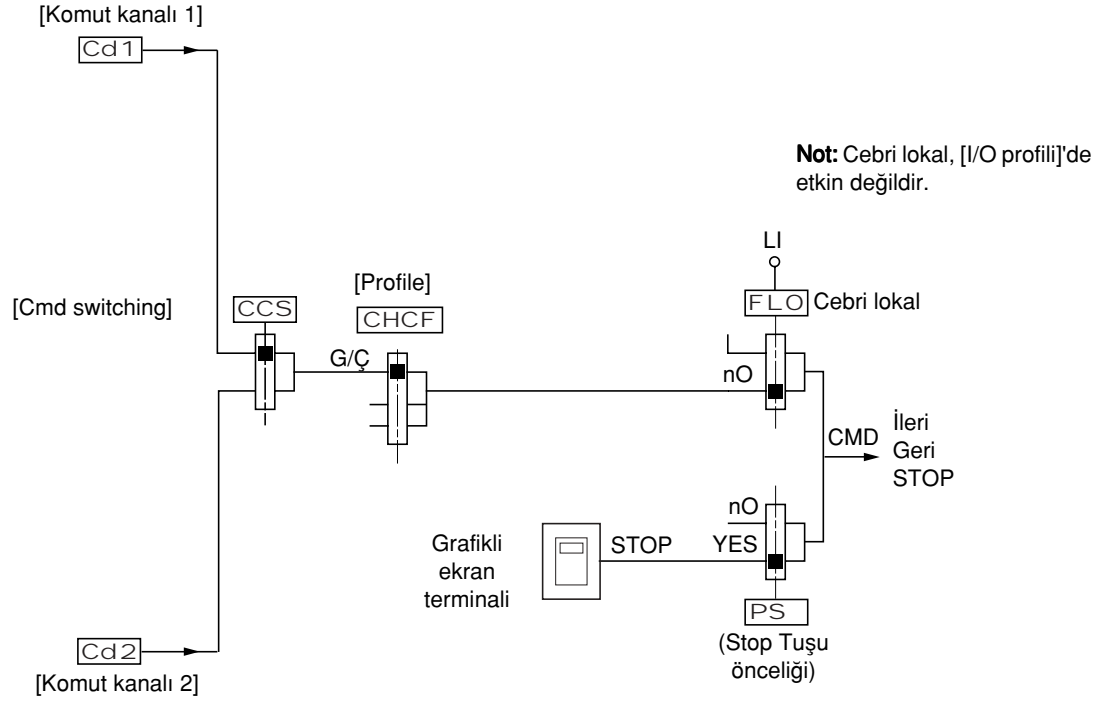 [Komut kanalı 1]
Cd1
Not: Cebri lokal, [I/O profili]'de
etkin değildir.
LI
[Profile]
[Cmd switching]
CCS
CHCF
FLO Cebri lokal
G/Ç
nO
CMD
İleri
Geri
STOP
nO
Grafikli
ekran
terminali
STOP
YES
PS
(Stop Tuşu
önceliği)
Cd2
[Komut kanalı 2]